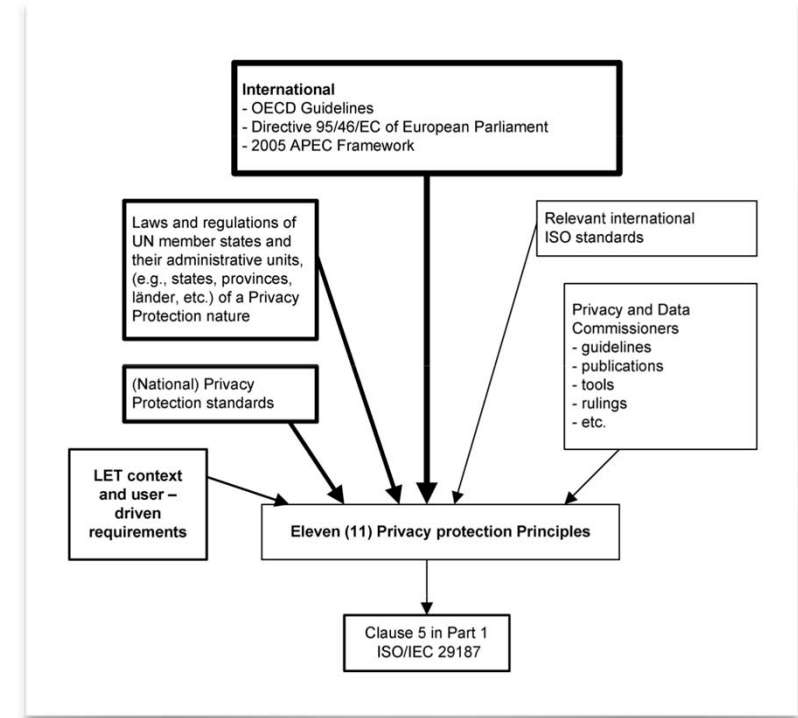 International
- OECD Guidelines
- Directive 95/46/EC of European Parliament
- 2005 APEC Framework
Laws and regulations of
UN member states and
their administrative units,
(e.g., states, provinces,
länder, etc.) of a Privacy
Protection nature
Relevant international
ISO standards
Privacy and Data
Commissioners
- guidelines
- publications
- tools
- rulings
- etc.
(National) Privacy
Protection standards
LET context
and user –
driven
requirements
Eleven (11) Privacy protection Principles
Clause 5 in Part 1
ISO/IEC 29187